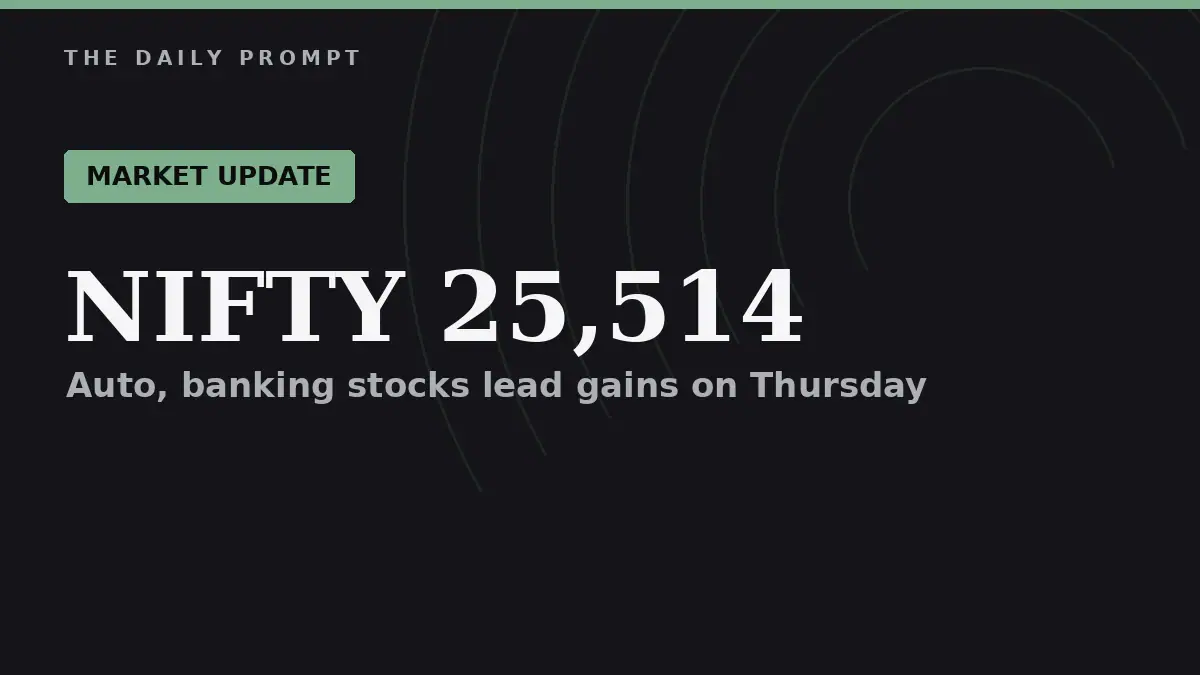 THE DAILY PROMPT
MARKET UPDATE
NIFTY 25,514
Auto, banking stocks lead gains on Thursday